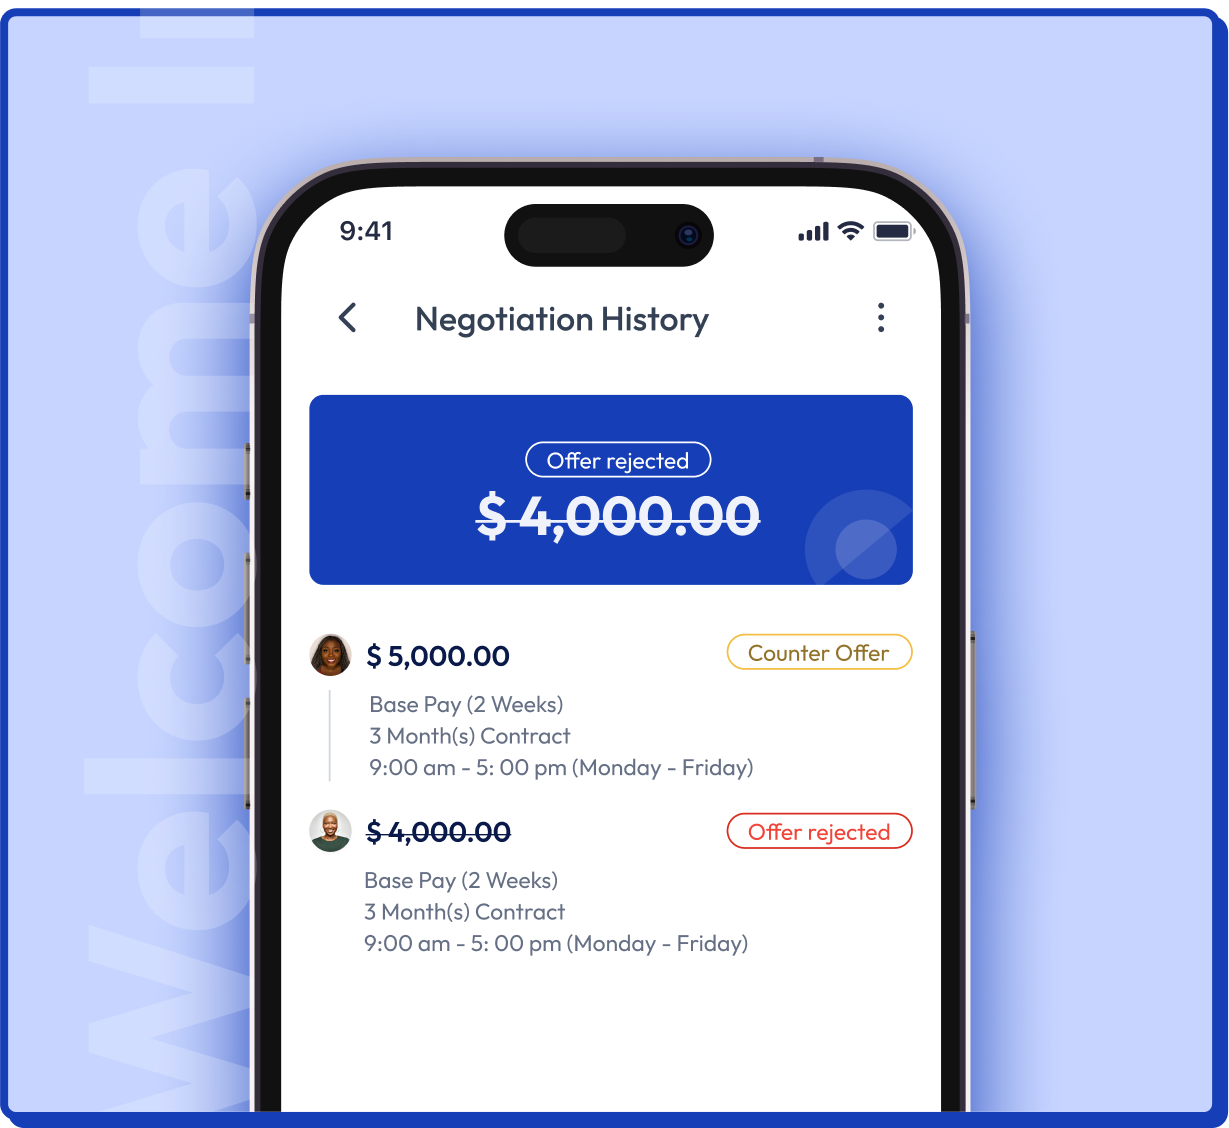 Welcome
9:41
Negotiation History
Offer rejected
$ 4,000.00
$ 5,000.00
Counter Offer
Base Pay (2 Weeks)
3 Month(s) Contract
9:00 am - 5: 00 pm (Monday - Friday)
$ 4,000.00
Offer rejected
Base Pay (2 Weeks)
3 Month(s) Contract
9:00 am - 5: 00 pm (Monday - Friday)